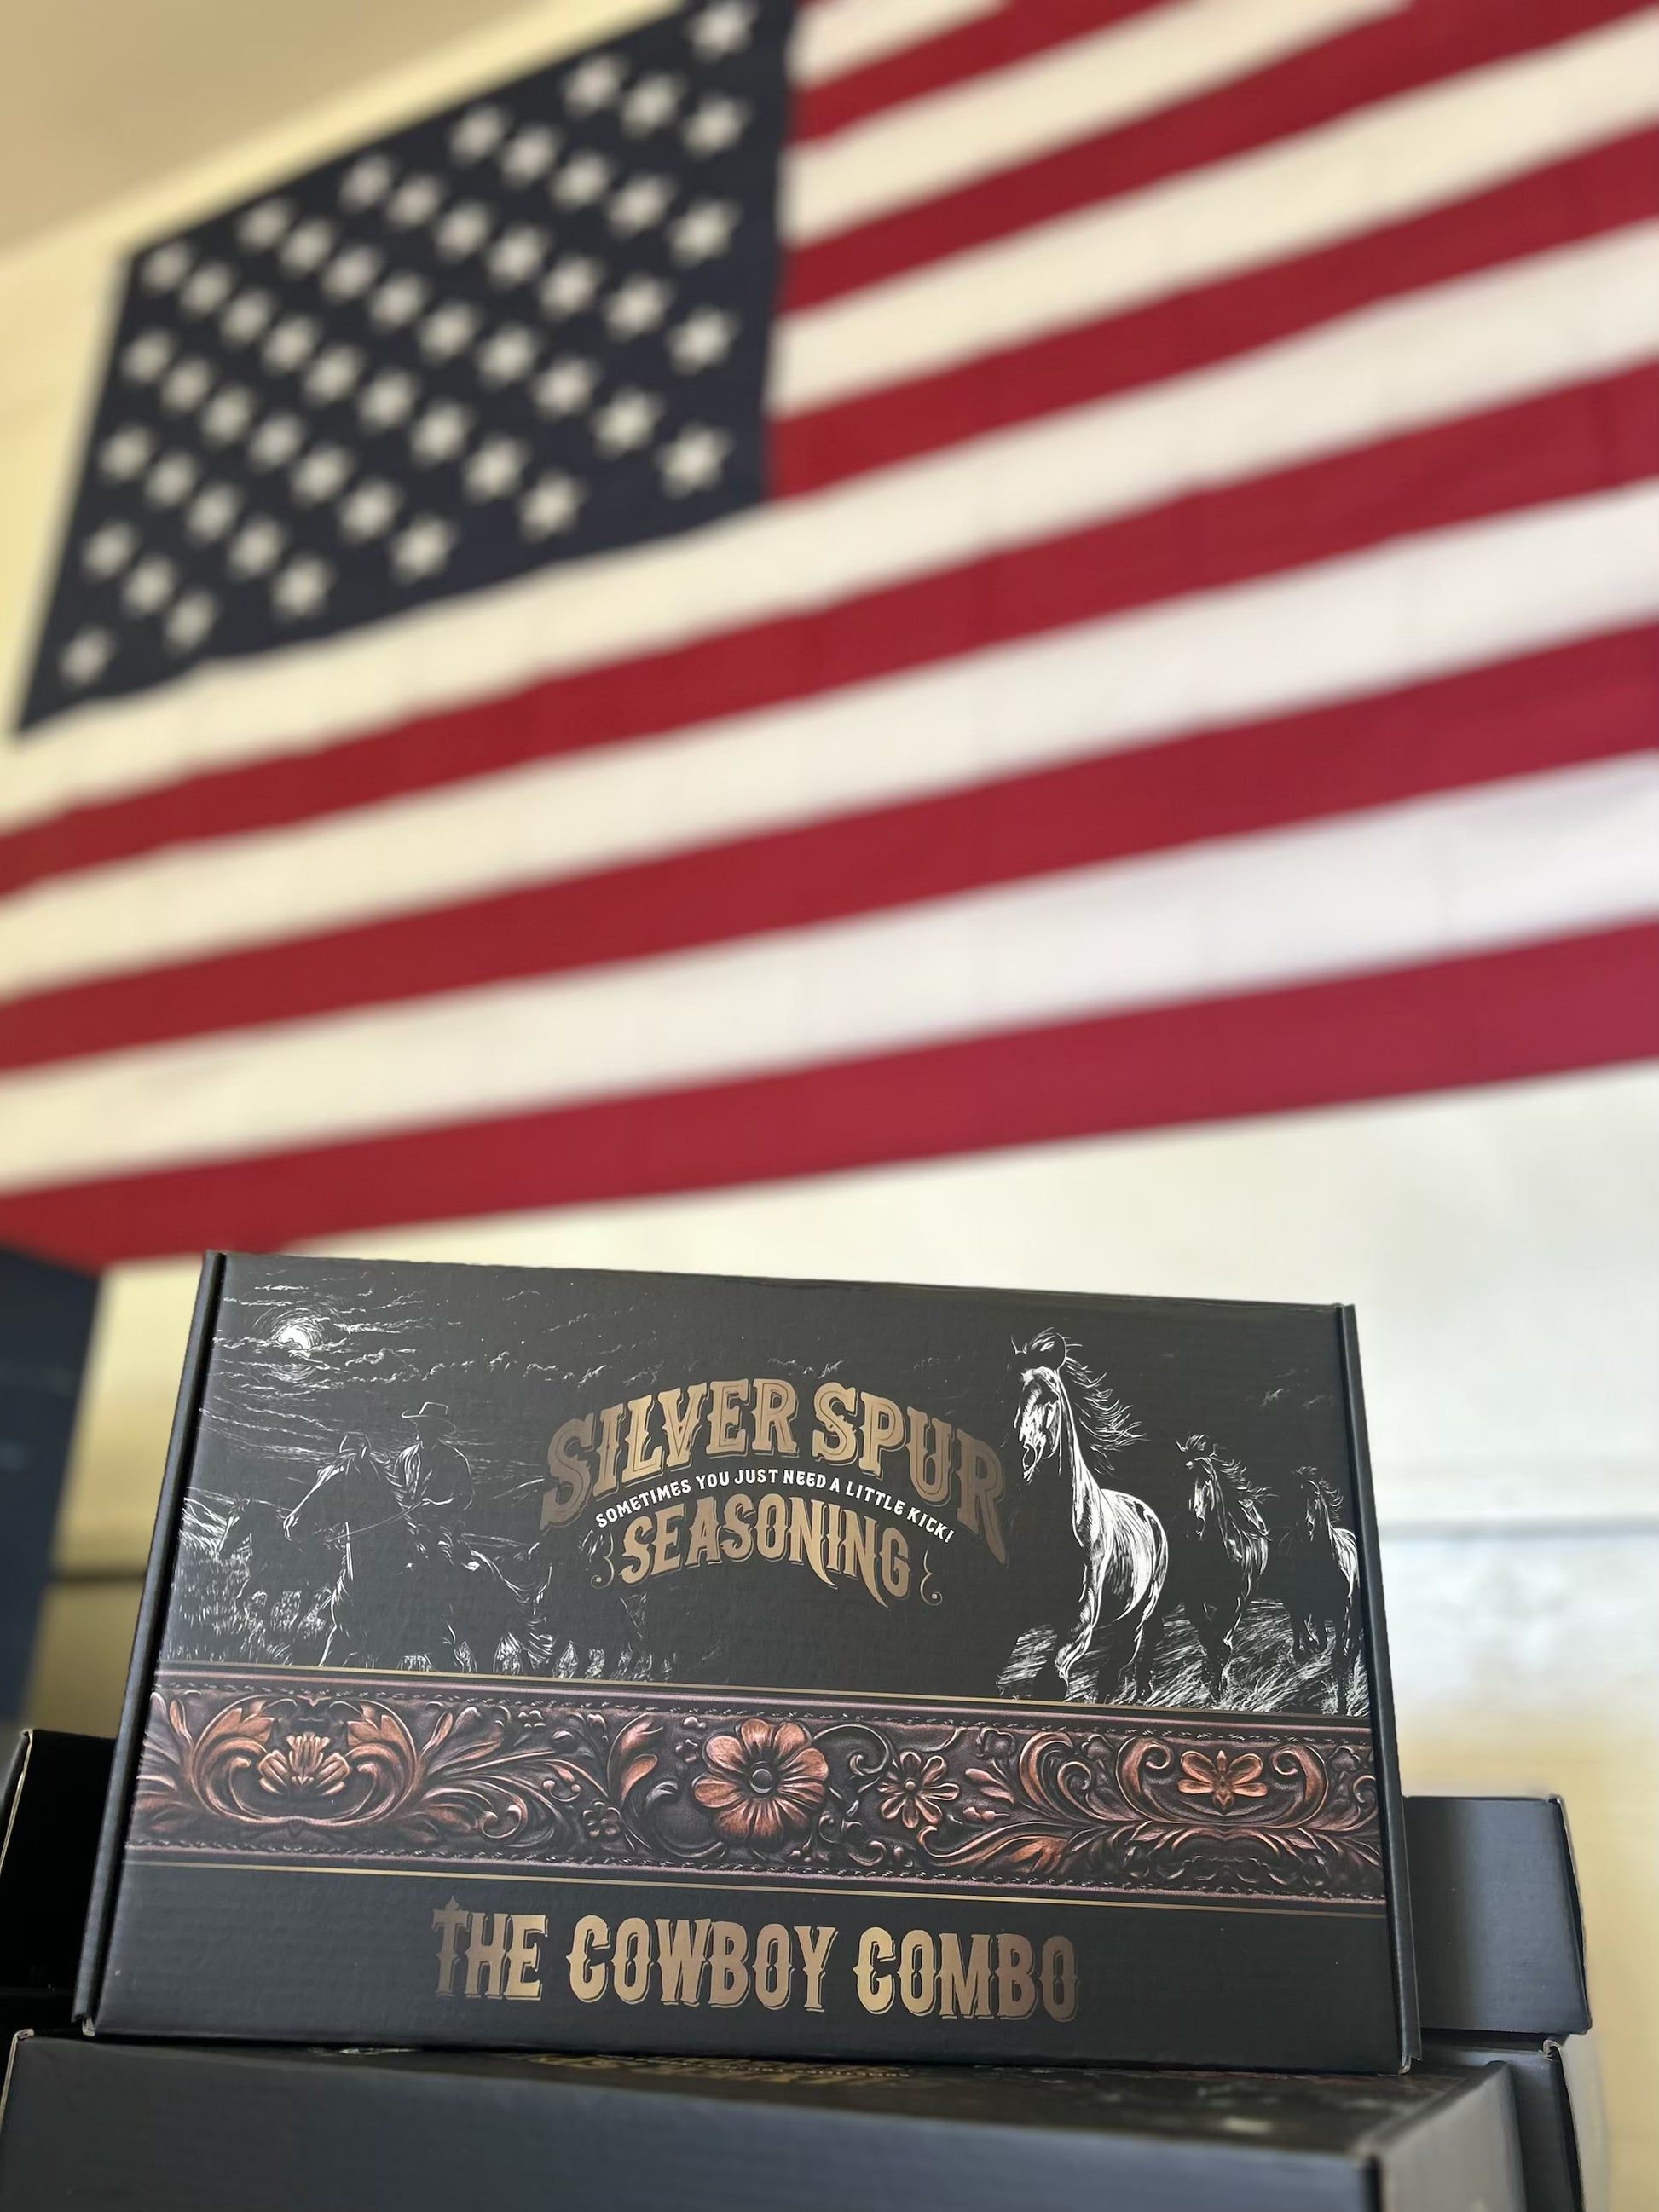 SILVER SPUR
SOMETIMES YOU JUST NEED A LITTLE KICK!
SEASONING
THE COWBOY COMBO